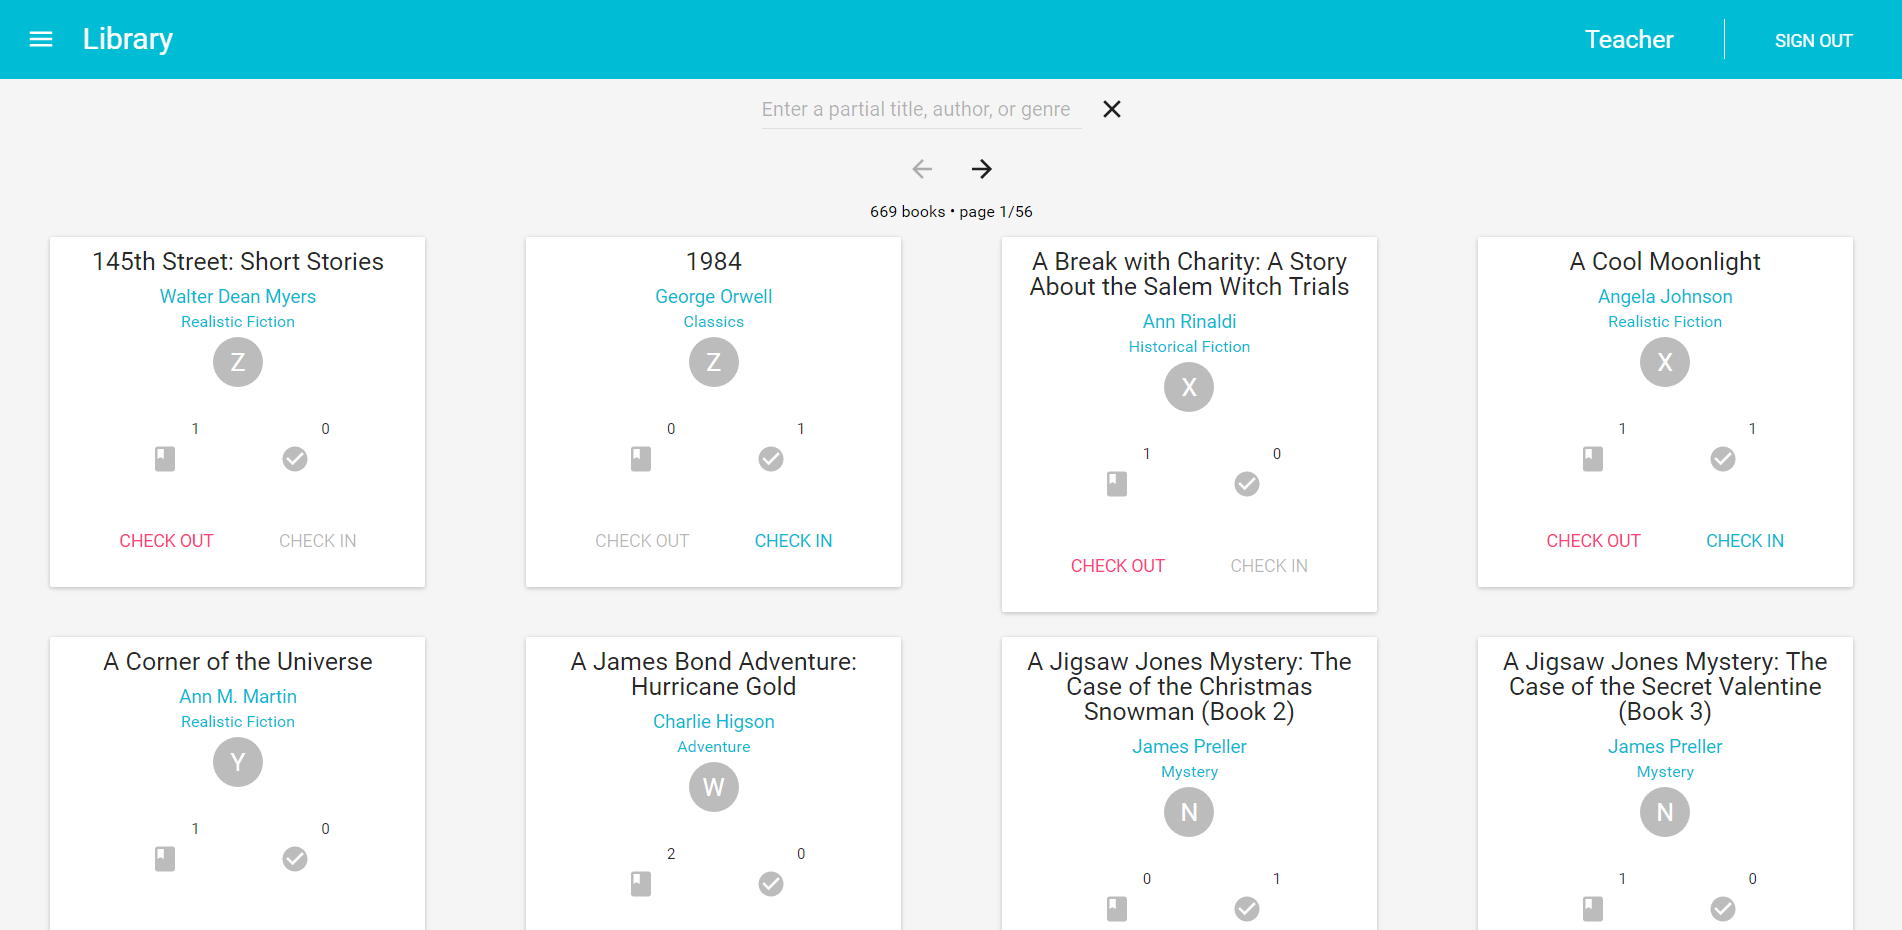 Library
Teacher
SIGN OUT
Enter a partial title, author, or genre
669 books • page 1/56
145th Street: Short Stories
Walter Dean Myers
Realistic Fiction
Z
1 0
CHECK OUT CHECK IN
1984
George Orwell
Classics
Z
0 1
CHECK OUT CHECK IN
A Break with Charity: A Story
About the Salem Witch Trials
Ann Rinaldi
Historical Fiction
X
1 0
CHECK OUT CHECK IN
A Cool Moonlight
Angela Johnson
Realistic Fiction
X
1 1
CHECK OUT CHECK IN
A Corner of the Universe
Ann M. Martin
Realistic Fiction
Y
1 0
A James Bond Adventure:
Hurricane Gold
Charlie Higson
Adventure
W
2 0
A Jigsaw Jones Mystery: The
Case of the Christmas
Snowman (Book 2)
James Preller
Mystery
N
0 1
A Jigsaw Jones Mystery: The
Case of the Secret Valentine
(Book 3)
James Preller
Mystery
N
1 0